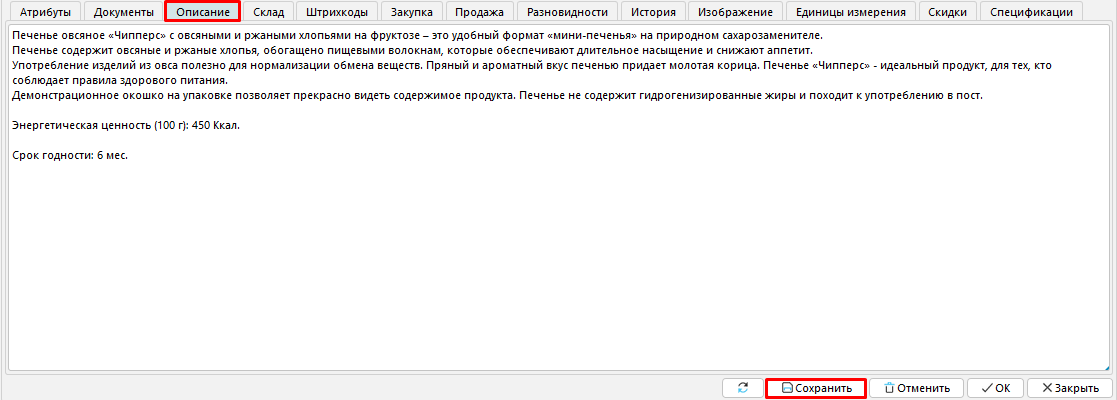 Атрибуты Документы Описание Склад Штрихкоды Закупка Продажа Разновидности История Изображение Единицы измерения Скидки Спецификации
Печенье овсяное «Чипперс» с овсяными и ржаными хлопьями на фруктозе – это удобный формат «мини-печенья» на природном сахарозаменителе.
Печенье содержит овсяные и ржаные хлопья, обогащено пищевыми волокнам, которые обеспечивают длительное насыщение и снижают аппетит.
Употребление изделий из овса полезно для нормализации обмена веществ. Пряный и ароматный вкус печенью придает молотая корица. Печенье «Чипперс» - идеальный продукт, для тех, кто
соблюдает правила здорового питания.
Демонстрационное окошко на упаковке позволяет прекрасно видеть содержимое продукта. Печенье не содержит гидрогенизированные жиры и походит к употреблению в пост.
Энергетическая ценность (100 г): 450 Ккал.
Срок годности: 6 мес.
Сохранить Отменить ОК Закрыть